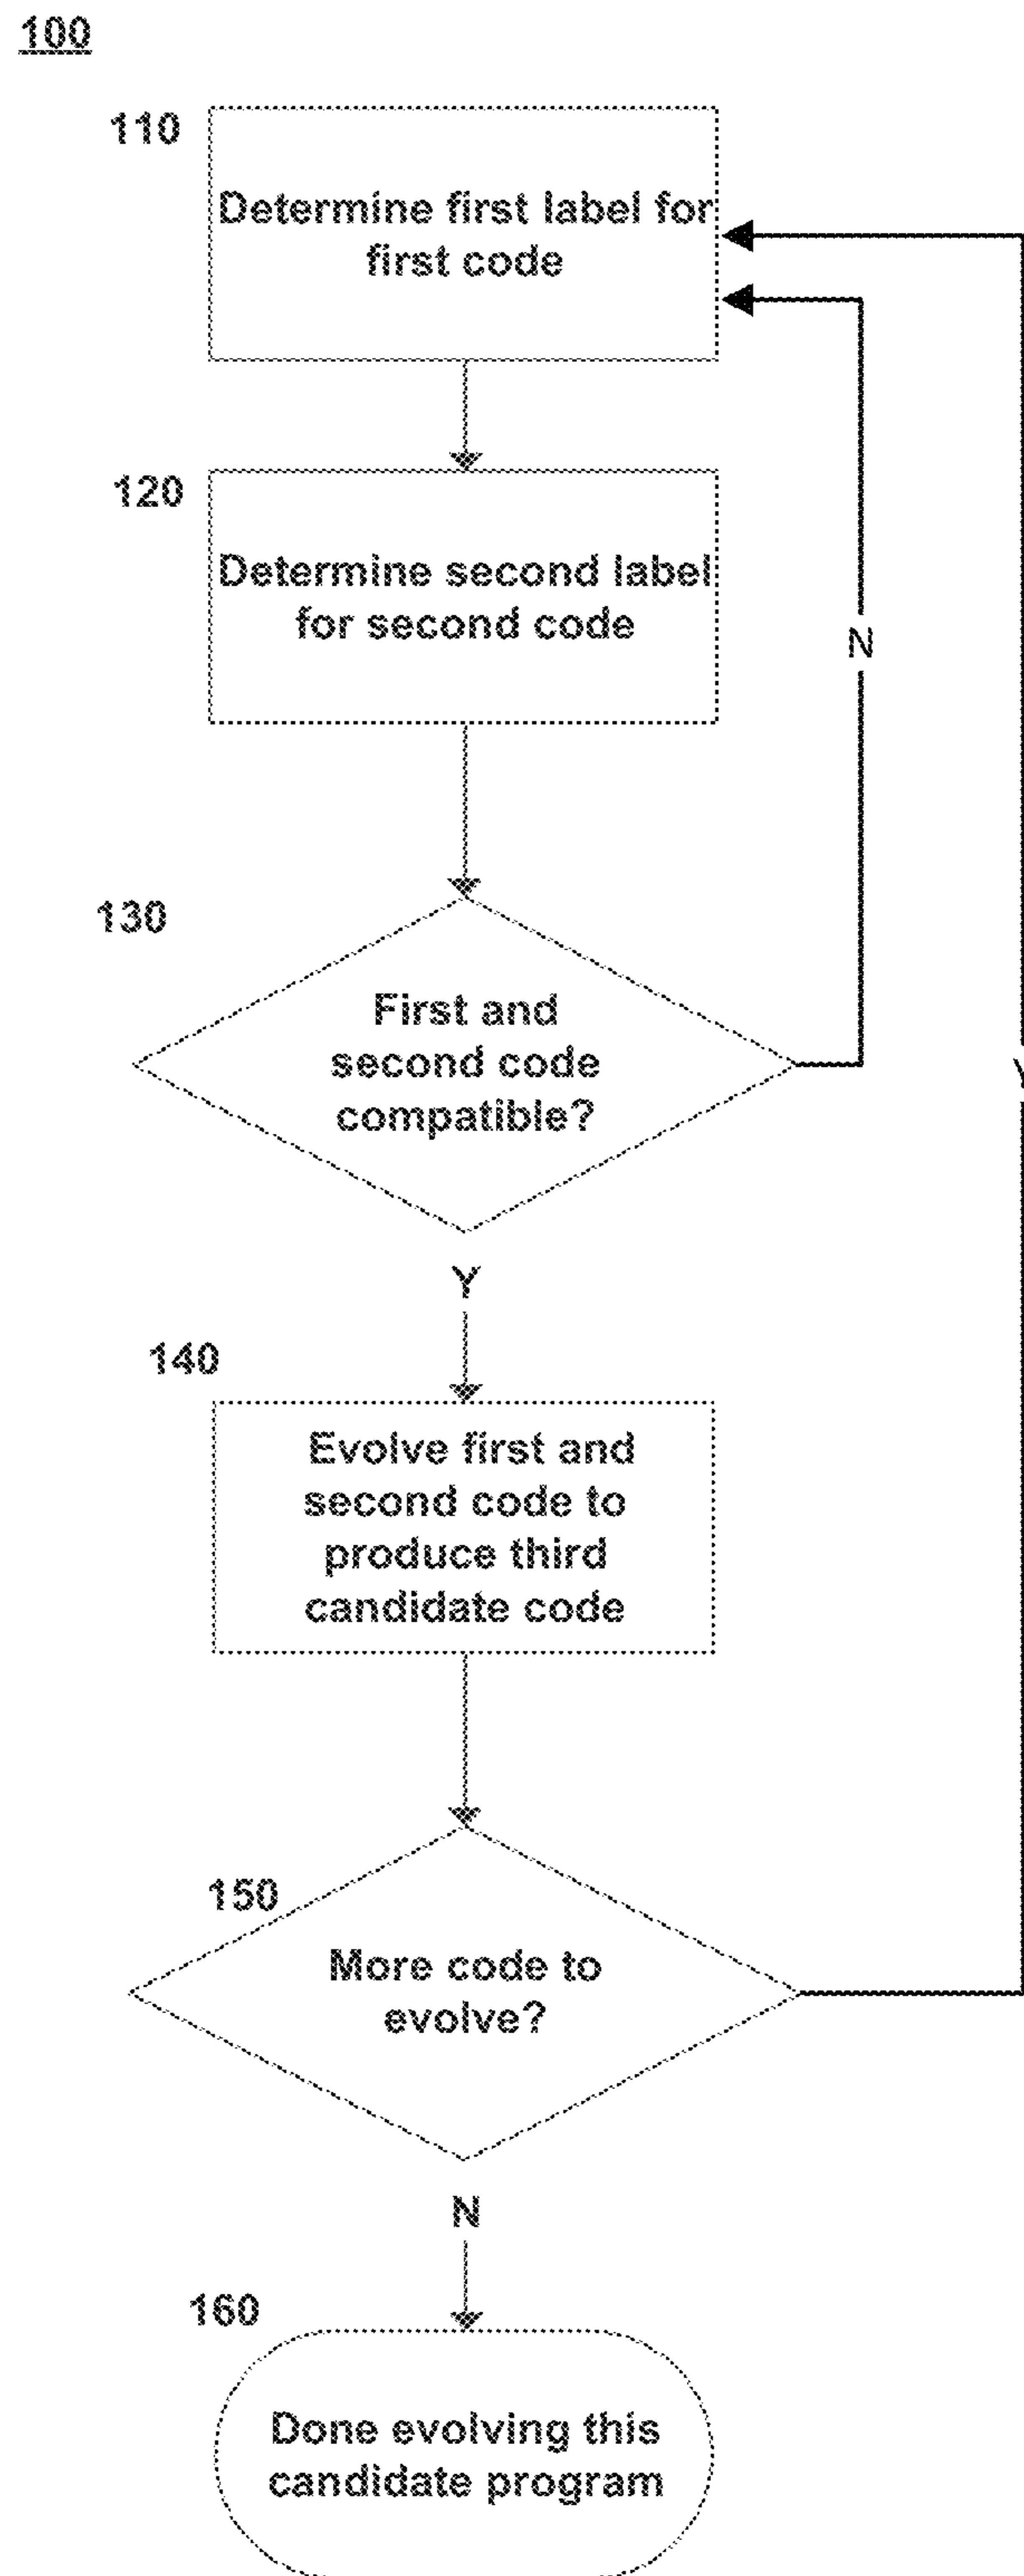 100
110
Determine first label for
first code
120
Determine second label
for second code
N
130
First and
second code
compatible?
Y
Y
140
Evolve first and
second code to
produce third
candidate code
150
More code to
evolve?
N
160
Done evolving this
candidate program